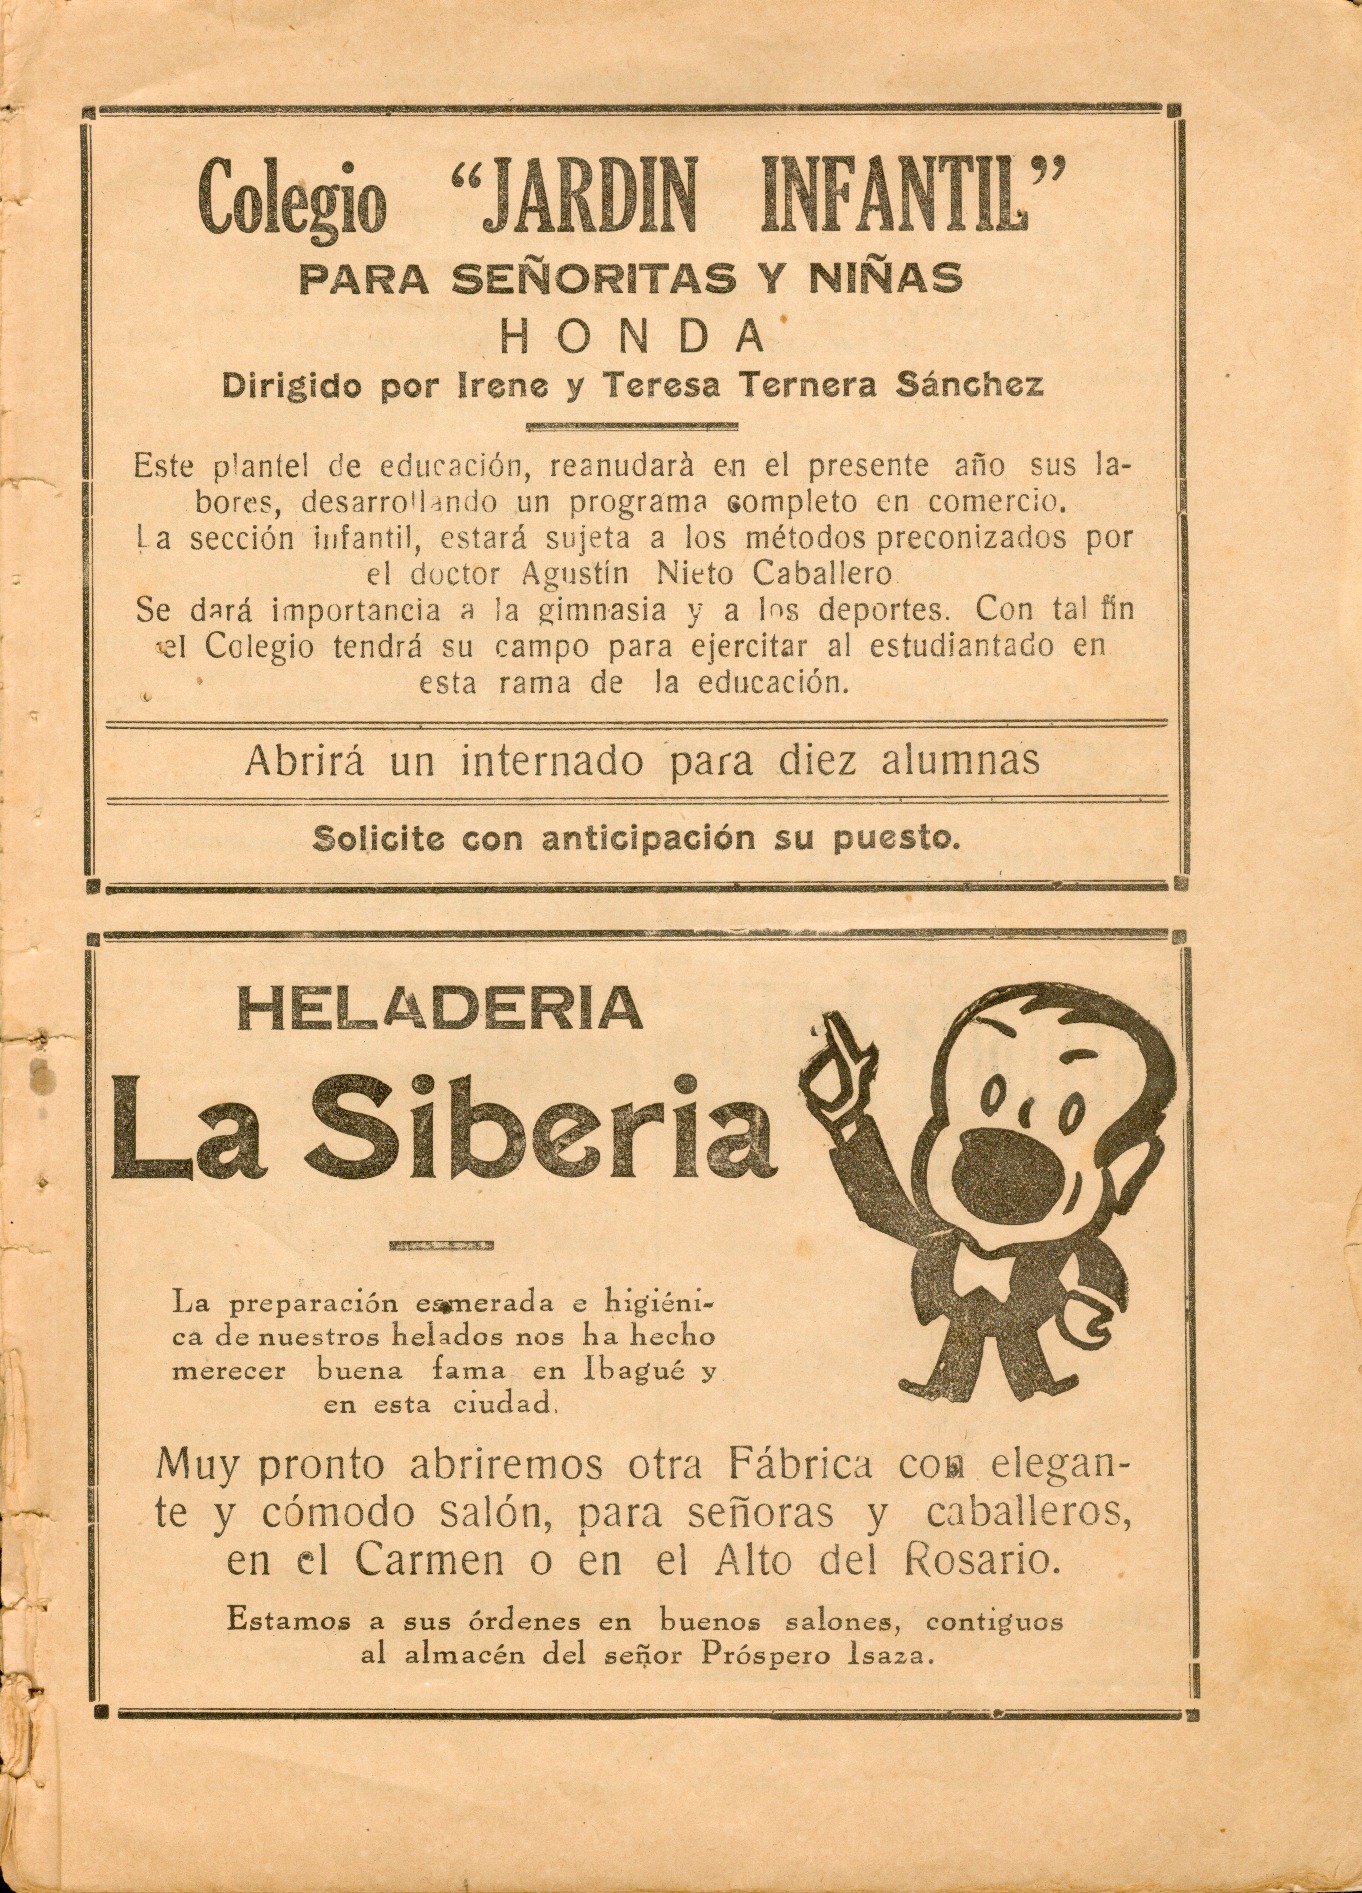 Colegio “JARDIN INFANTIL”
PARA SEÑORITAS Y NIÑAS
HONDA
Dirigido por Irene y Teresa Ternera Sánchez
Este plantel de educación, reanudarà en el presente año sus la-
bores, desarrollando un programa completo en comercio.
La sección infantil, estará sujeta a los métodos preconizados por
el doctor Agustín Nieto Caballero
Se dará importancia a la gimnasia y a los deportes. Con tal fin
el Colegio tendrá su campo para ejercitar al estudiantado en
esta rama de la educación.
Abrirá un internado para diez alumnas
Solicite con anticipación su puesto.
HELADERIA
La Siberia
La preparación esmerada e higiéni-
ca de nuestros helados nos ha hecho
merecer buena fama en Ibagué y
en esta ciudad.
Muy pronto abriremos otra Fábrica con elegan-
te y cómodo salón, para señoras y caballeros,
en el Carmen o en el Alto del Rosario.
Estamos a sus órdenes en buenos salones, contiguos
al almacén del señor Próspero Isaza.